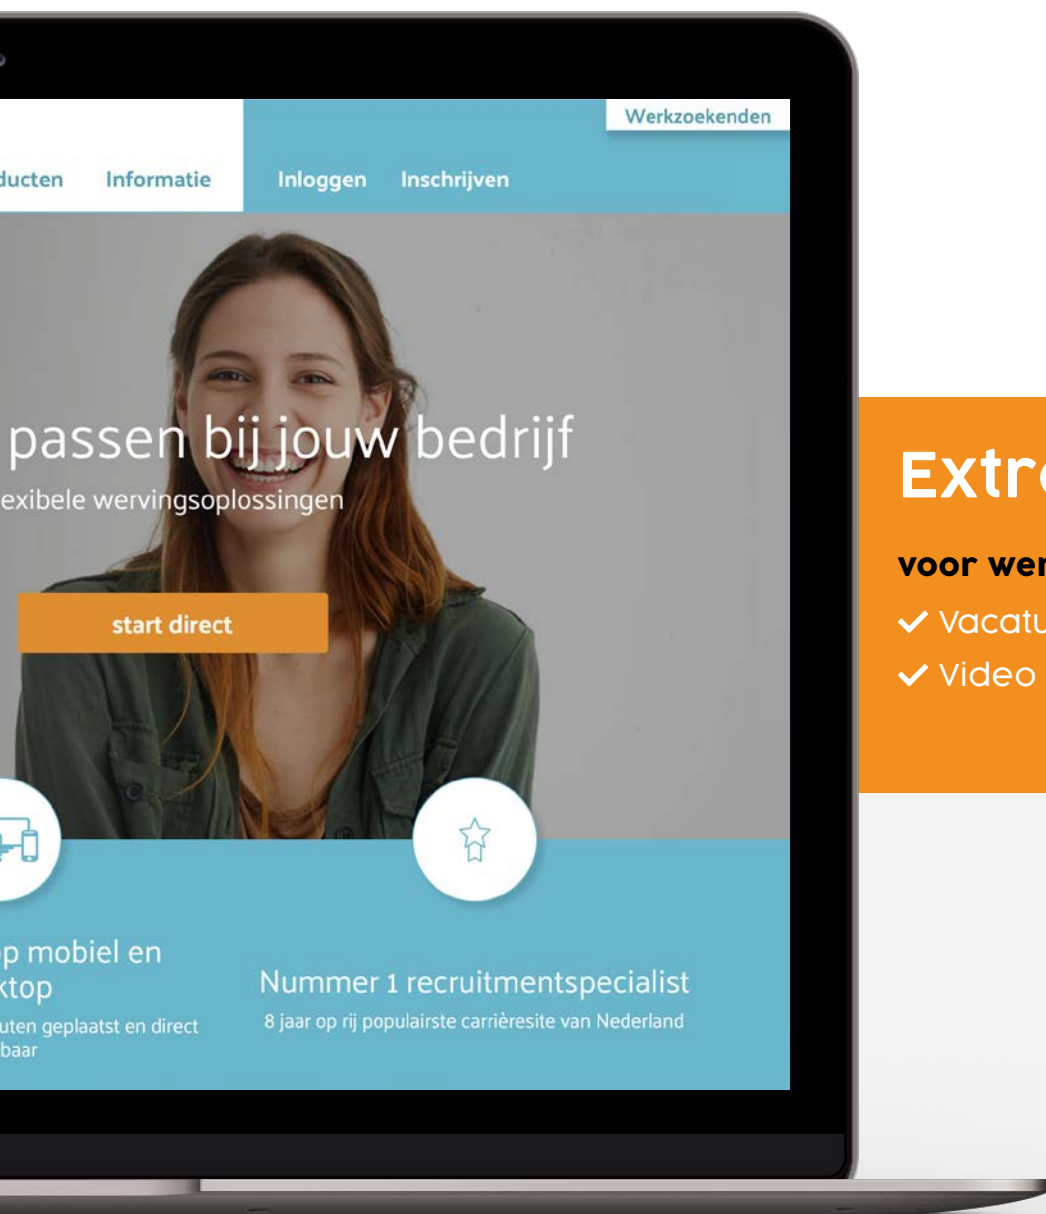 Werkzoekenden
ducten Informatie Inloggen Inschrijven
passen bij jouw bedrijf
exibele wervingsoplossingen
start direct
op mobiel en
ktop
uten geplaatst en direct
baar
Nummer 1 recruitmentspecialist
8 jaar op rij populairste carrièresite van Nederland
Extr
voor wer
Vacatu
Video